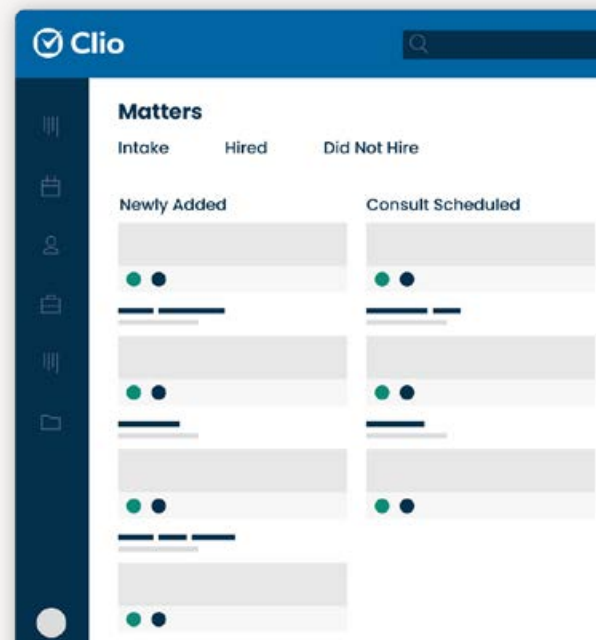 Clio
Matters
Intake Hired Did Not Hire
Newly Added Consult Scheduled